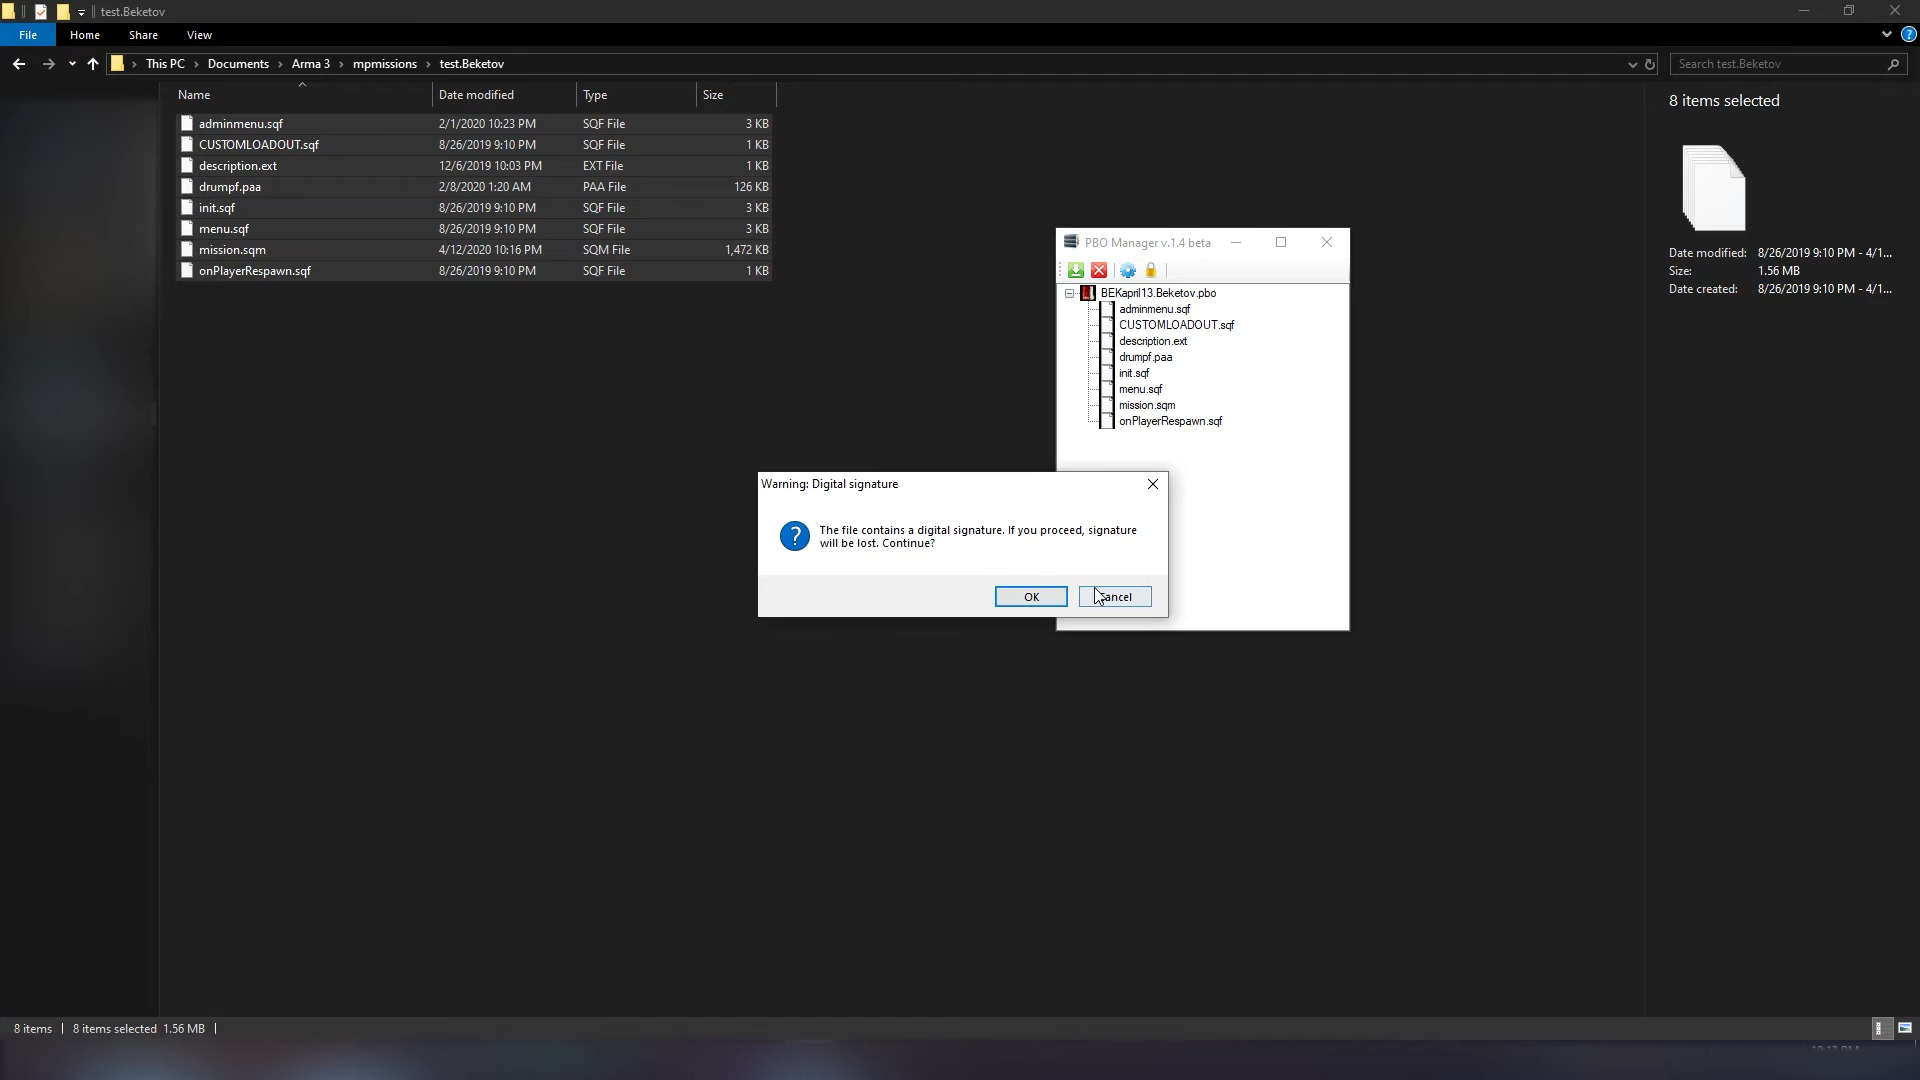 test.Beketov
File Home Share View
This PC Documents Arma 3 mpmissions test.Beketov
Search test.Beketov
Name Date modified Type Size
adminmenu.sqf 2/1/2020 10:23 PM SQF File 3 KB
CUSTOMLOADOUT.sqf 8/26/2019 9:10 PM SQF File 1 KB
description.ext 12/6/2019 10:03 PM EXT File 1 KB
drumpf.paa 2/8/2020 1:20 AM PAA File 126 KB
init.sqf 8/26/2019 9:10 PM SQF File 3 KB
menu.sqf 8/26/2019 9:10 PM SQF File 3 KB
mission.sqm 4/12/2020 10:16 PM SQM File 1,472 KB
onPlayerRespawn.sqf 8/26/2019 9:10 PM SQF File 1 KB
8 items selected
Date modified: 8/26/2019 9:10 PM - 4/1...
Size: 1.56 MB
Date created: 8/26/2019 9:10 PM - 4/1...
PBO Manager v.1.4 beta
BEKapril13.Beketov.pbo
adminmenu.sqf
CUSTOMLOADOUT.sqf
description.ext
drumpf.paa
init.sqf
menu.sqf
mission.sqm
onPlayerRespawn.sqf
Warning: Digital signature
The file contains a digital signature. If you proceed, signature
will be lost. Continue?
OK Cancel
8 items 8 items selected 1.56 MB